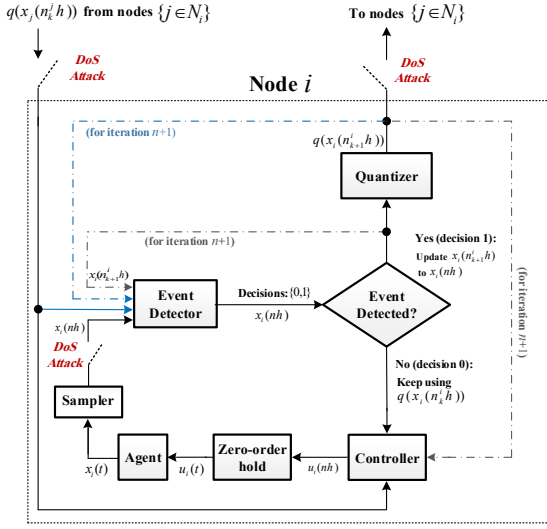 q(x_j(n_k^j h)) from nodes {j∈N_i}
To nodes {j∈N_i}
DoS
Attack
DoS
Attack
Node i
(for iteration n+1)
q(x_i(n_{k+1}^i h))
Quantizer
(for iteration n+1)
Yes (decision 1):
Update x_i(n_{k+1}^i h)
to x_i(nh)
(for iteration n+1)
x_i(n_{k+1}^i h)
Event
Detector
Decisions:{0,1}
x_i(nh)
Event
Detected?
x_i(nh)
DoS
Attack
No (decision 0):
Keep using
q(x_i(n_k^i h))
Sampler
x_i(t)
Agent
u_i(t)
Zero-order
hold
u_i(nh)
Controller